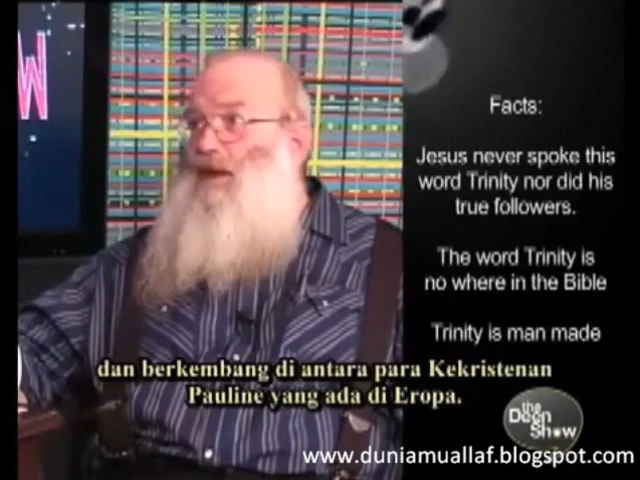 W
Facts:
Jesus never spoke this
word Trinity nor did his
true followers.
The word Trinity is
no where in the Bible
Trinity is man made
dan berkembang di antara para Kekristenan
Pauline yang ada di Eropa.
the
Deen
Show
www.duniamuallaf.blogspot.com